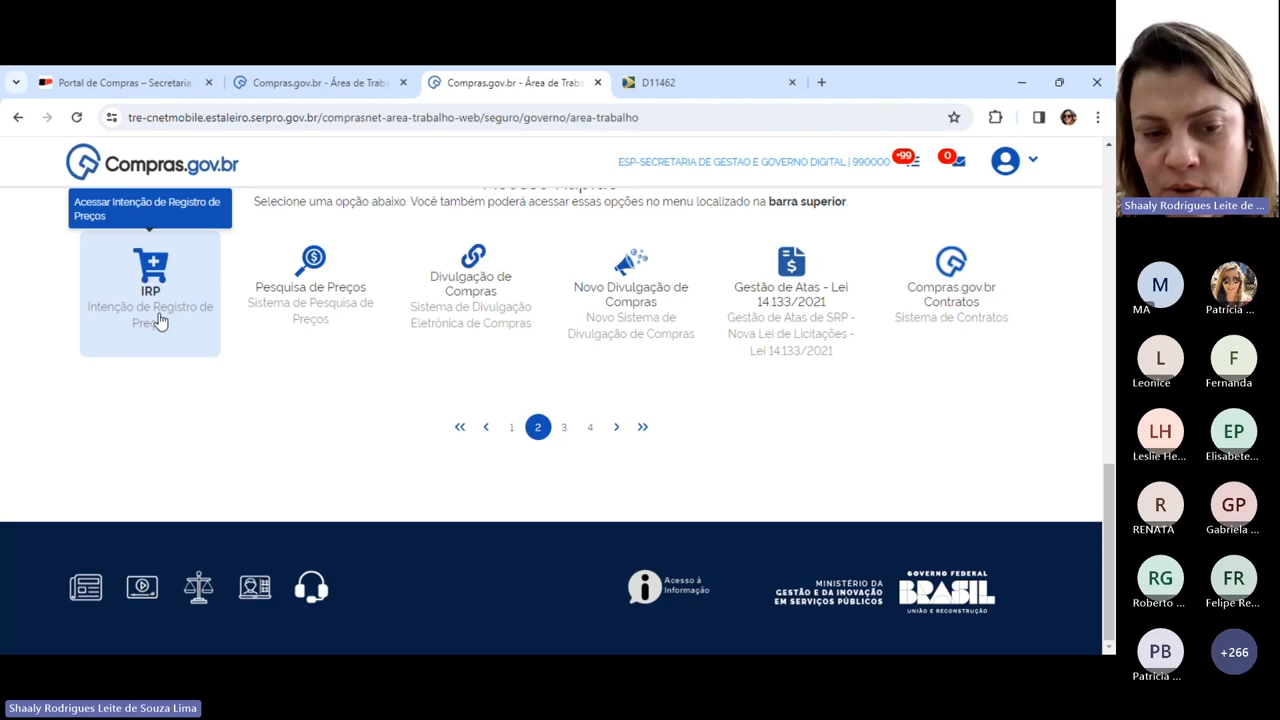 Portal de Compras – Secretaria
Compras.gov.br - Área de Traba
Compras.gov.br - Área de Traba
D11462
tre-cnetmobile.estaleiro.serpro.gov.br/comprasnet-area-trabalho-web/seguro/governo/area-trabalho
Compras.gov.br
ESP-SECRETARIA DE GESTAO E GOVERNO DIGITAL | 990000
+99
0
Acessar Intenção de Registro de
Preços
Selecione uma opção abaixo. Você também poderá acessar essas opções no menu localizado na barra superior.
IRP
Intenção de Registro de
Preços
Pesquisa de Preços
Sistema de Pesquisa de
Preços
Divulgação de
Compras
Sistema de Divulgação
Eletrônica de Compras
Novo Divulgação de
Compras
Novo Sistema de
Divulgação de Compras
Gestão de Atas - Lei
14.133/2021
Gestão de Atas de SRP -
Nova Lei de Licitações -
Lei 14.133/2021
Compras.gov.br
Contratos
Sistema de Contratos
1
2
3
4
Acesso à
Informação
MINISTÉRIO DA
GESTÃO E DA INOVAÇÃO
EM SERVIÇOS PÚBLICOS
GOVERNO FEDERAL
BRASIL
UNIÃO E RECONSTRUÇÃO
Shaaly Rodrigues Leite de Souza Lima
Shaaly Rodrigues Leite de ...
M
MA
Patrícia ...
L
Leonice
F
Fernanda
LH
Leslie He...
EP
Elisabete...
R
RENATA
GP
Gabriela ...
RG
Roberto ...
FR
Felipe Re...
PB
Patrícia ...
+266